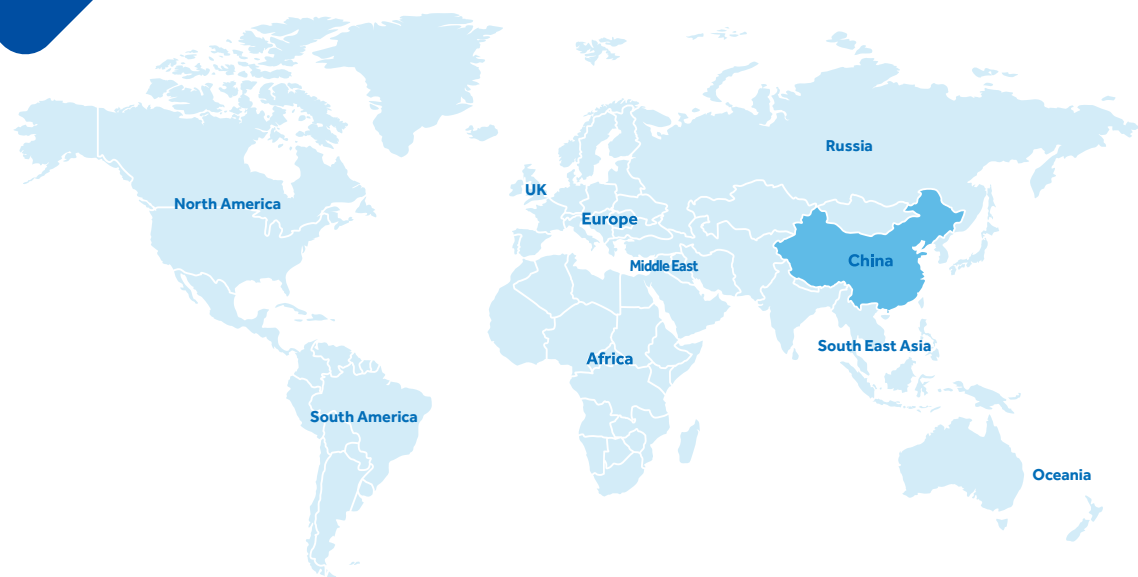 Russia
UK
North America
Europe
China
Middle East
South East Asia
Africa
South America
Oceania